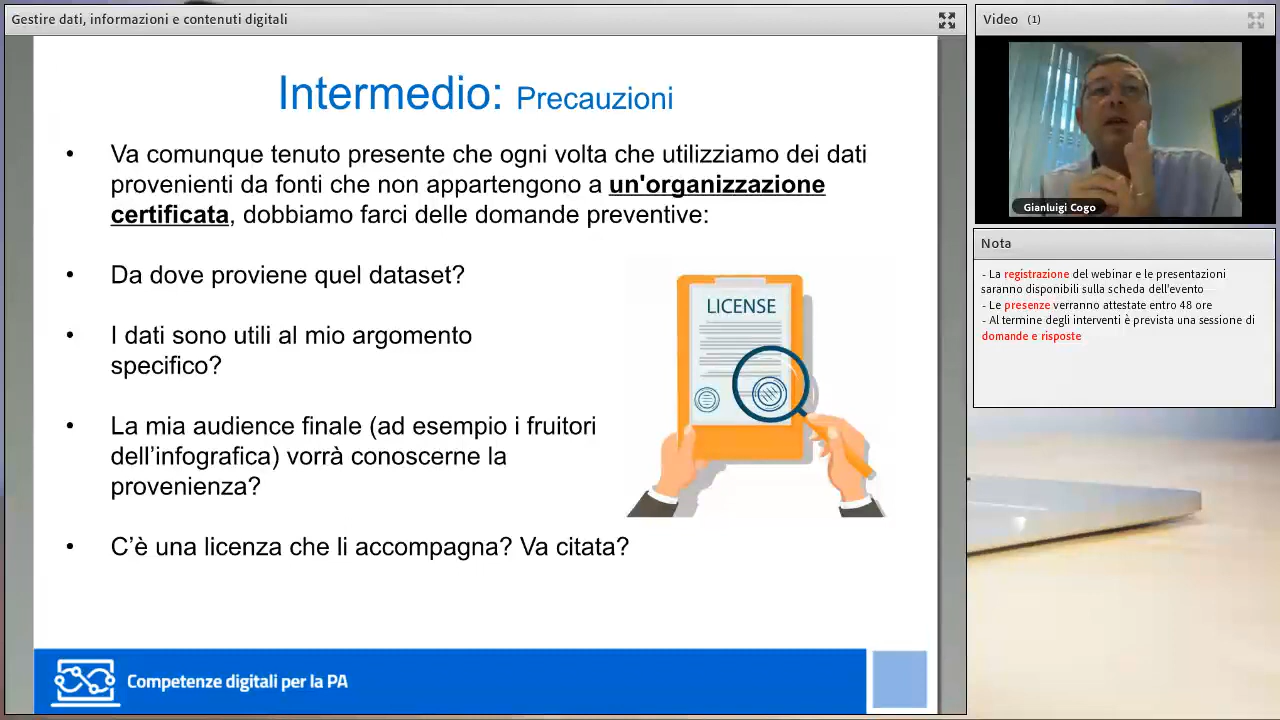 Gestire dati, informazioni e contenuti digitali
Intermedio: Precauzioni
• Va comunque tenuto presente che ogni volta che utilizziamo dei dati
provenienti da fonti che non appartengono a un'organizzazione
certificata, dobbiamo farci delle domande preventive:
• Da dove proviene quel dataset?
• I dati sono utili al mio argomento
specifico?
• La mia audience finale (ad esempio i fruitori
dell’infografica) vorrà conoscerne la
provenienza?
• C’è una licenza che li accompagna? Va citata?
LICENSE
Competenze digitali per la PA
Video (1)
Gianluigi Cogo
Nota
- La registrazione del webinar e le presentazioni
saranno disponibili sulla scheda dell'evento
- Le presenze verranno attestate entro 48 ore
- Al termine degli interventi è prevista una sessione di
domande e risposte